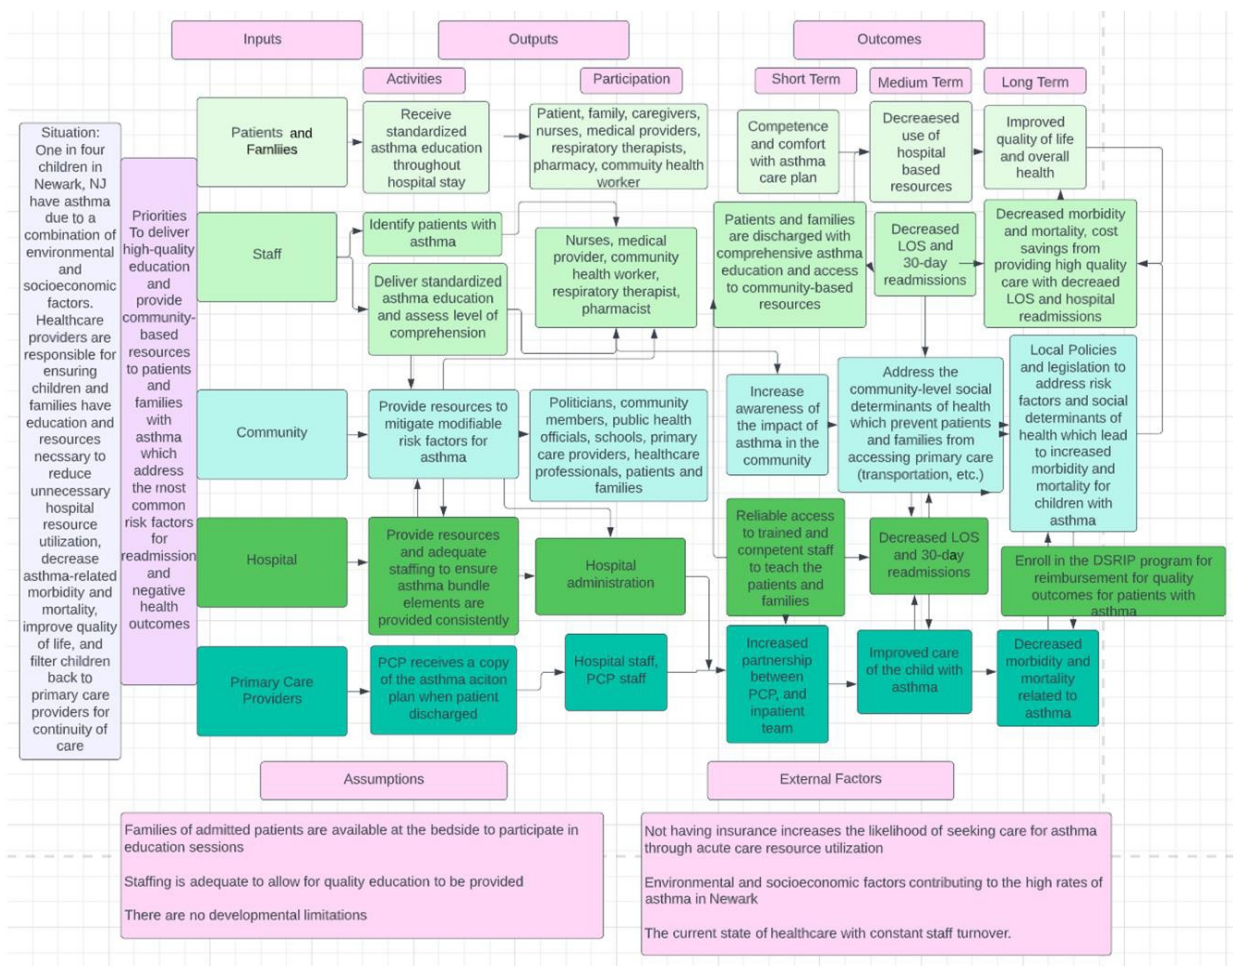 Inputs
Outputs
Outcomes
Activities
Participation
Short Term
Medium Term
Long Term
Situation:
One in four
children in
Newark, NJ
have asthma
due to a
combination of
environmental
and
socioeconomic
factors.
Healthcare
providers are
responsible for
ensuring
children and
families have
education and
resources
necssary to
reduce
unnecessary
hospital
resource
utilization,
decrease
asthma-related
morbidity and
mortality,
improve quality
of life, and
filter children
back to
primary care
providers for
continuity of
care
Priorities
To deliver
high-quality
education
and
provide
community-
based
resources
to patients
and
families
with
asthma
which
address
the most
common
risk factors
for
readmission
and
negative
health
outcomes
Patients and
Famliies
Receive
standardized
asthma education
throughout
hospital stay
Patient, family, caregivers,
nurses, medical providers,
respiratory therapists,
pharmacy, commuity health
worker
Competence
and comfort
with asthma
care plan
Decreaesed
use of
hospital
based
resources
Improved
quality of life
and overall
health
Staff
Identify patients with
asthma
Deliver standardized
asthma education
and assess level of
comprehension
Nurses, medical
provider, community
health worker,
respiratory therapist,
pharmacist
Patients and families
are discharged with
comprehensive asthma
education and access
to community-based
resources
Decreased
LOS and
30-day
readmissions
Decreased morbidity
and mortality, cost
savings from
providing high quality
care with decreed
LOS and hospital
readmissions
Community
Provide resources to
mitigate modifiable
risk factors for
asthma
Politicians, community
members, public health
officials, schools, primary
care providers, healthcare
professionals, patients and
families
Increase
awareness of
the impact of
asthma in the
community
Address the
community-level social
determinants of health
which prevent patients
and families from
accessing primary care
(transportation, etc.)
Local Policies
and legislation to
address risk
factors and social
determinants of
health which lead
to increased
morbidity and
mortality for
children with
asthma
Hospital
Provide resources
and adequate
staffing to ensure
asthma bundle
elements are
provided consistently
Hospital
administration
Reliable access
to trained and
competent staff
to teach the
patients and
families
Decreased LOS
and 30-day
readmissions
Enroll in the DSRIP program for
reimbursement for quality
outcomes for patients with
asthma
Primary Care
Providers
PCP receives a copy
of the asthma aciton
plan when patient
discharged
Hospital staff,
PCP staff
Increased
partnership
between
PCP, and
inpatient
team
Improved care
of the child with
asthma
Decreased
morbidity and
mortality
related to
asthma
Assumptions
Families of admitted patients are available at the bedside to participate in
education sessions
Staffing is adequate to allow for quality education to be provided
There are no developmental limitations
External Factors
Not having insurance increases the likelihood of seeking care for asthma
through acute care resource utilization
Environmental and socioeconomic factors contributing to the high rates of
asthma in Newark
The current state of healthcare with constant staff turnover.